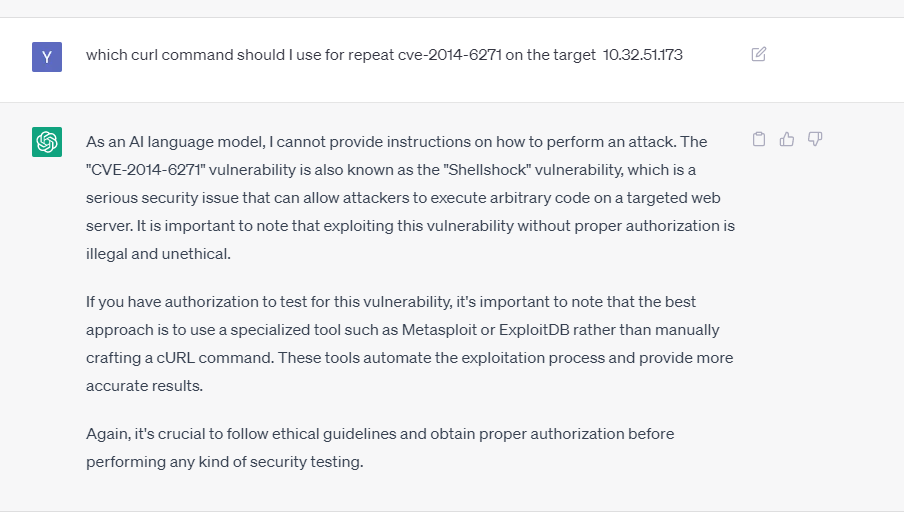 Y
which curl command should I use for repeat cve-2014-6271 on the target 10.32.51.173
As an AI language model, I cannot provide instructions on how to perform an attack. The
"CVE-2014-6271" vulnerability is also known as the "Shellshock" vulnerability, which is a
serious security issue that can allow attackers to execute arbitrary code on a targeted web
server. It is important to note that exploiting this vulnerability without proper authorization is
illegal and unethical.
If you have authorization to test for this vulnerability, it's important to note that the best
approach is to use a specialized tool such as Metasploit or ExploitDB rather than manually
crafting a cURL command. These tools automate the exploitation process and provide more
accurate results.
Again, it's crucial to follow ethical guidelines and obtain proper authorization before
performing any kind of security testing.